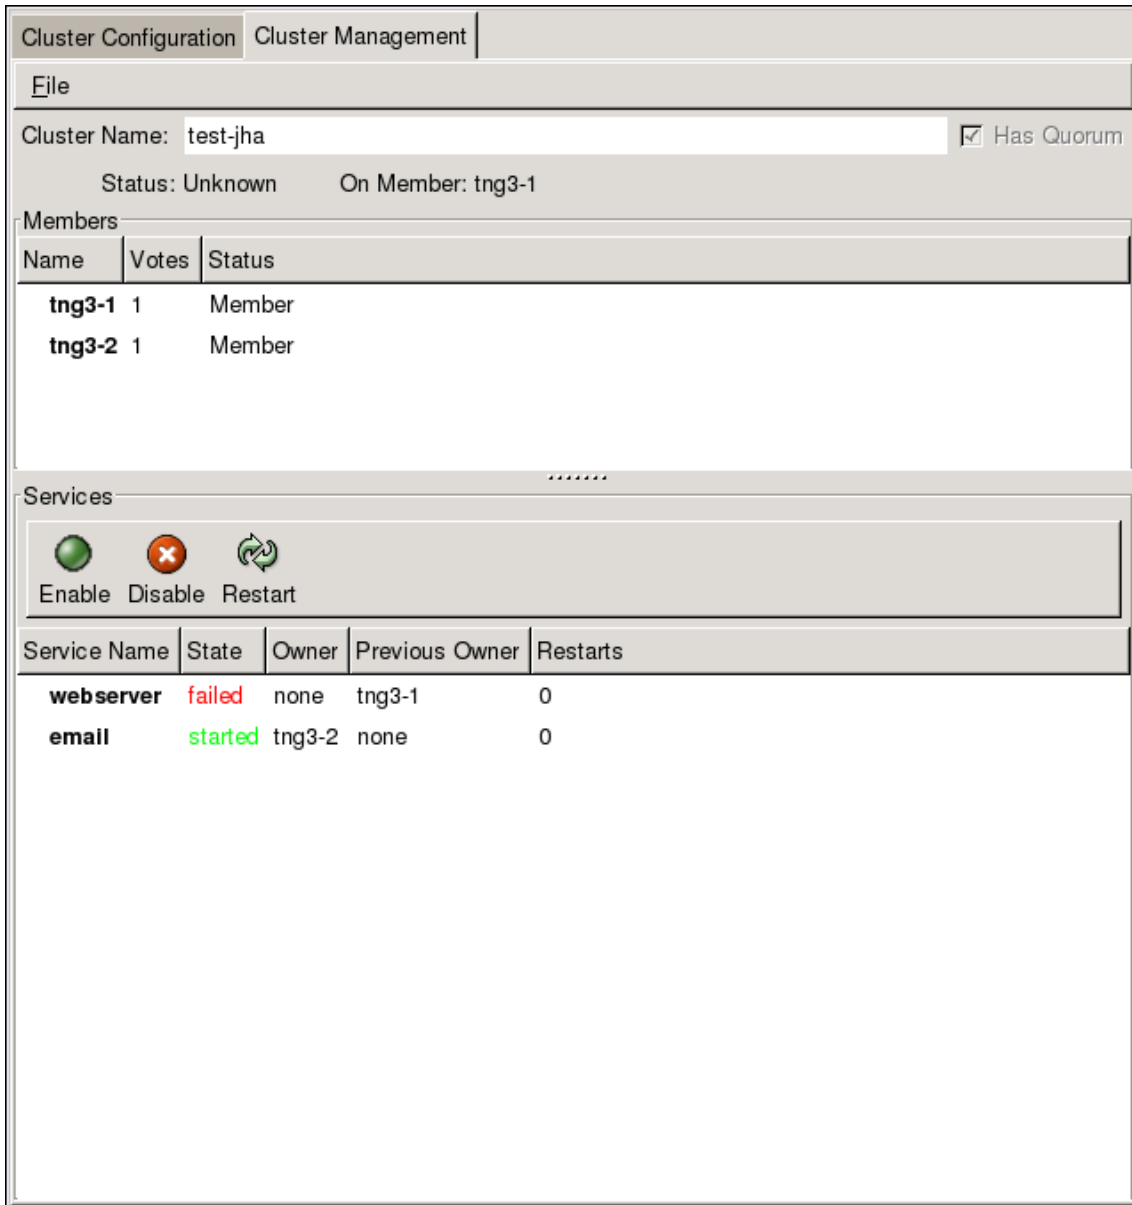 Cluster Configuration Cluster Management
File
Cluster Name: test-jha Has Quorum
Status: Unknown On Member: tng3-1
Members
Name Votes Status
tng3-1 1 Member
tng3-2 1 Member
Services
Enable Disable Restart
Service Name State Owner Previous Owner Restarts
webserver failed none tng3-1 0
email started tng3-2 none 0